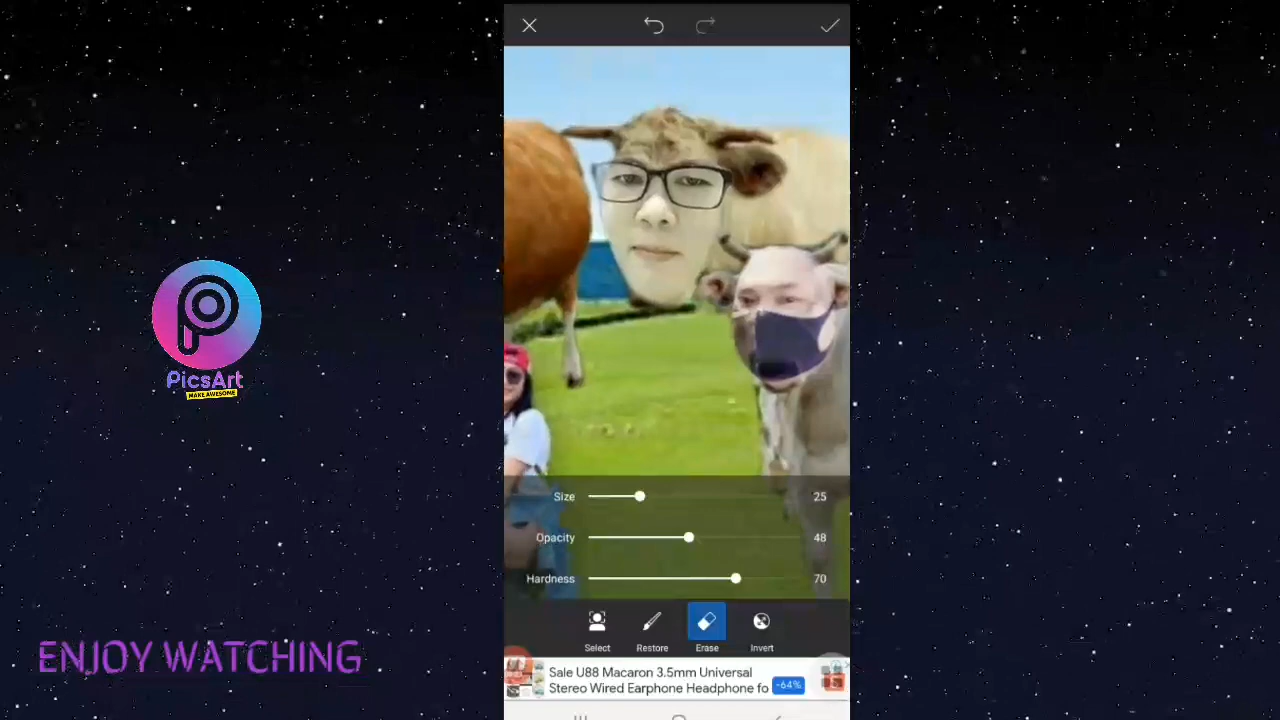 PicsArt
MAKE AWESOME
ENJOY WATCHING
Size 25
Opacity 48
Hardness 70
Select Restore Erase Invert
Sale U88 Macaron 3.5mm Universal
Stereo Wired Earphone Headphone fo
-64%